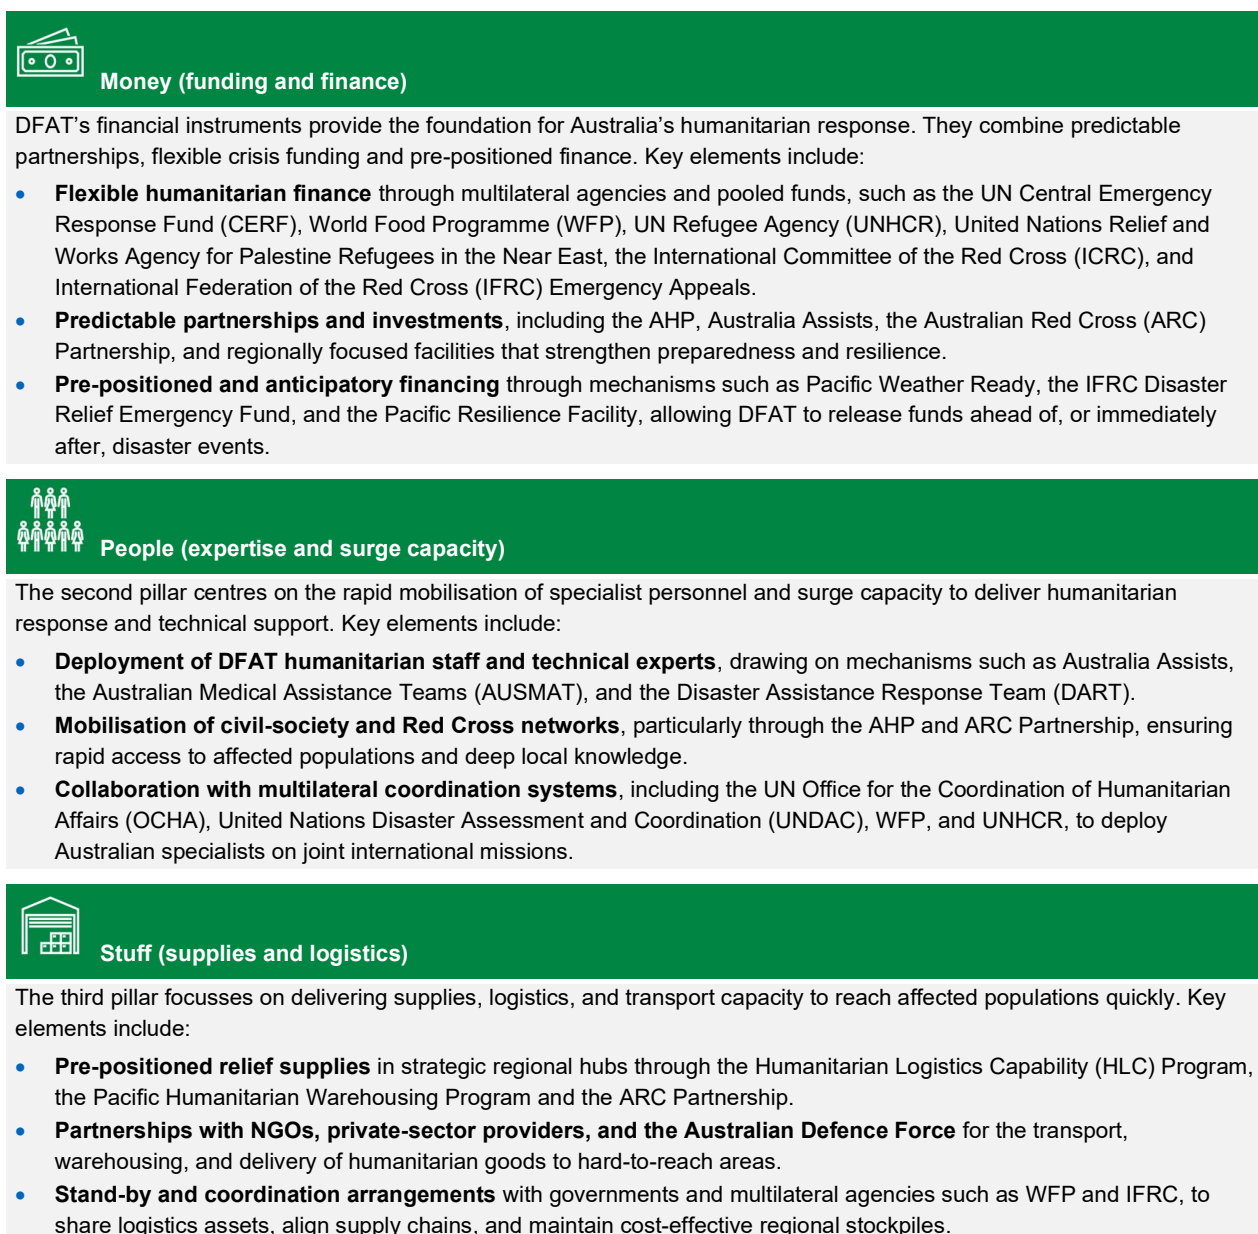 Money (funding and finance)
DFAT’s financial instruments provide the foundation for Australia’s humanitarian response. They combine predictable
partnerships, flexible crisis funding and pre-positioned finance. Key elements include:
• Flexible humanitarian finance through multilateral agencies and pooled funds, such as the UN Central Emergency
Response Fund (CERF), World Food Programme (WFP), UN Refugee Agency (UNHCR), United Nations Relief and
Works Agency for Palestine Refugees in the Near East, the International Committee of the Red Cross (ICRC), and
International Federation of the Red Cross (IFRC) Emergency Appeals.
• Predictable partnerships and investments, including the AHP, Australia Assists, the Australian Red Cross (ARC)
Partnership, and regionally focused facilities that strengthen preparedness and resilience.
• Pre-positioned and anticipatory financing through mechanisms such as Pacific Weather Ready, the IFRC Disaster
Relief Emergency Fund, and the Pacific Resilience Facility, allowing DFAT to release funds ahead of, or immediately
after, disaster events.
People (expertise and surge capacity)
The second pillar centres on the rapid mobilisation of specialist personnel and surge capacity to deliver humanitarian
response and technical support. Key elements include:
• Deployment of DFAT humanitarian staff and technical experts, drawing on mechanisms such as Australia Assists,
the Australian Medical Assistance Teams (AUSMAT), and the Disaster Assistance Response Team (DART).
• Mobilisation of civil-society and Red Cross networks, particularly through the AHP and ARC Partnership, ensuring
rapid access to affected populations and deep local knowledge.
• Collaboration with multilateral coordination systems, including the UN Office for the Coordination of Humanitarian
Affairs (OCHA), United Nations Disaster Assessment and Coordination (UNDAC), WFP, and UNHCR, to deploy
Australian specialists on joint international missions.
Stuff (supplies and logistics)
The third pillar focusses on delivering supplies, logistics, and transport capacity to reach affected populations quickly. Key
elements include:
• Pre-positioned relief supplies in strategic regional hubs through the Humanitarian Logistics Capability (HLC) Program,
the Pacific Humanitarian Warehousing Program and the ARC Partnership.
• Partnerships with NGOs, private-sector providers, and the Australian Defence Force for the transport,
warehousing, and delivery of humanitarian goods to hard-to-reach areas.
• Stand-by and coordination arrangements with governments and multilateral agencies such as WFP and IFRC, to
share logistics assets, align supply chains, and maintain cost-effective regional stockpiles.